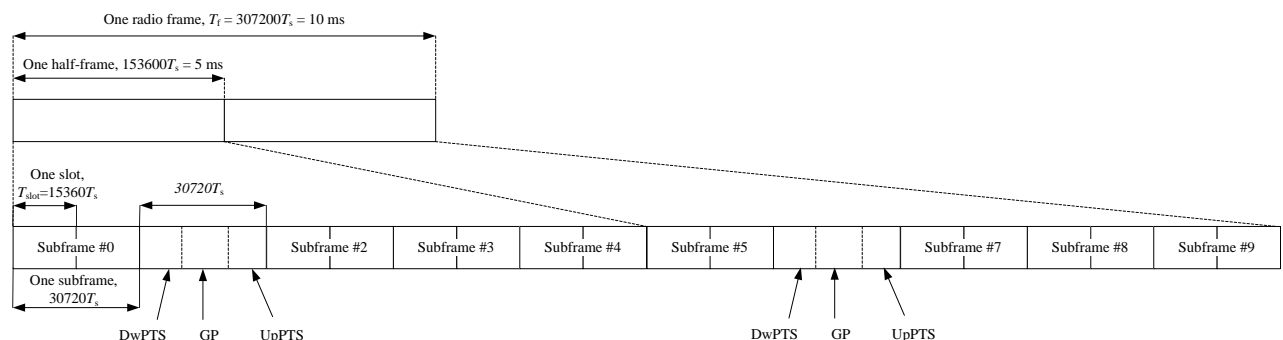 One radio frame, Tf = 307200Ts = 10 ms
One half-frame, 153600Ts = 5 ms
One slot,
Tslot=15360Ts
30720Ts
Subframe #0
Subframe #2
Subframe #3
Subframe #4
Subframe #5
Subframe #7
Subframe #8
Subframe #9
One subframe,
30720Ts
DwPTS
GP
UpPTS
DwPTS
GP
UpPTS